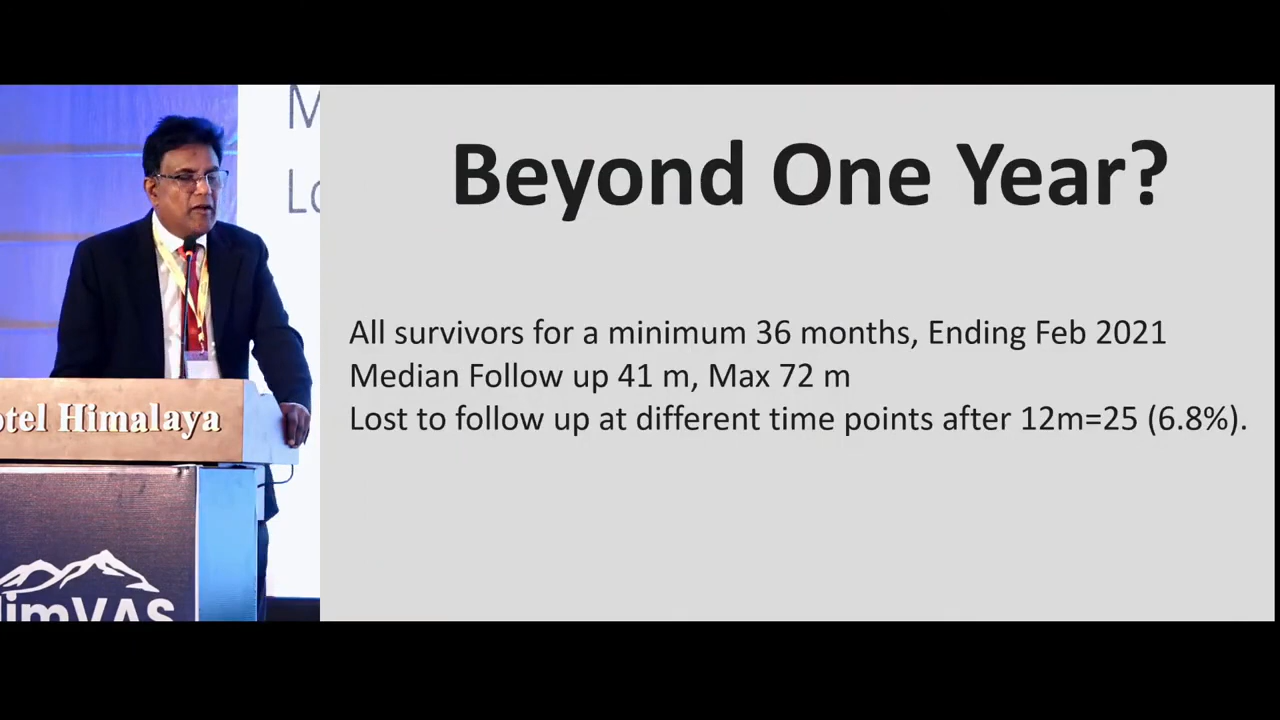 Beyond One Year?
All survivors for a minimum 36 months, Ending Feb 2021
Median Follow up 41 m, Max 72 m
Lost to follow up at different time points after 12m=25 (6.8%).
Himalaya